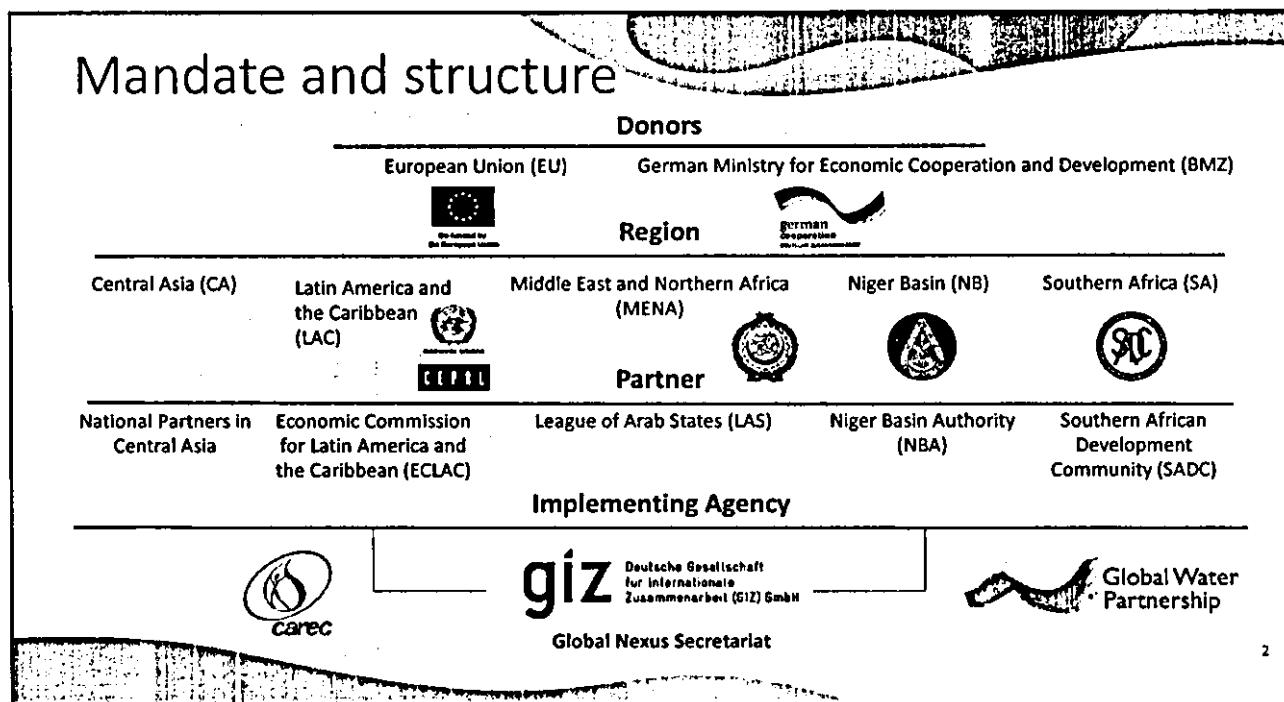 Mandate and structure
Donors
European Union (EU)
German Ministry for Economic Cooperation and Development (BMZ)
german
cooperation
Region
Central Asia (CA)
Latin America and
the Caribbean
(LAC)
Middle East and Northern Africa
(MENA)
Niger Basin (NB)
Southern Africa (SA)
CEPAL
SADC
Partner
National Partners in
Central Asia
Economic Commission
for Latin America and
the Caribbean (ECLAC)
League of Arab States (LAS)
Niger Basin Authority
(NBA)
Southern African
Development
Community (SADC)
Implementing Agency
carec
giz
Deutsche Gesellschaft
für Internationale
Zusammenarbeit (GIZ) GmbH
Global Water
Partnership
Global Nexus Secretariat
2